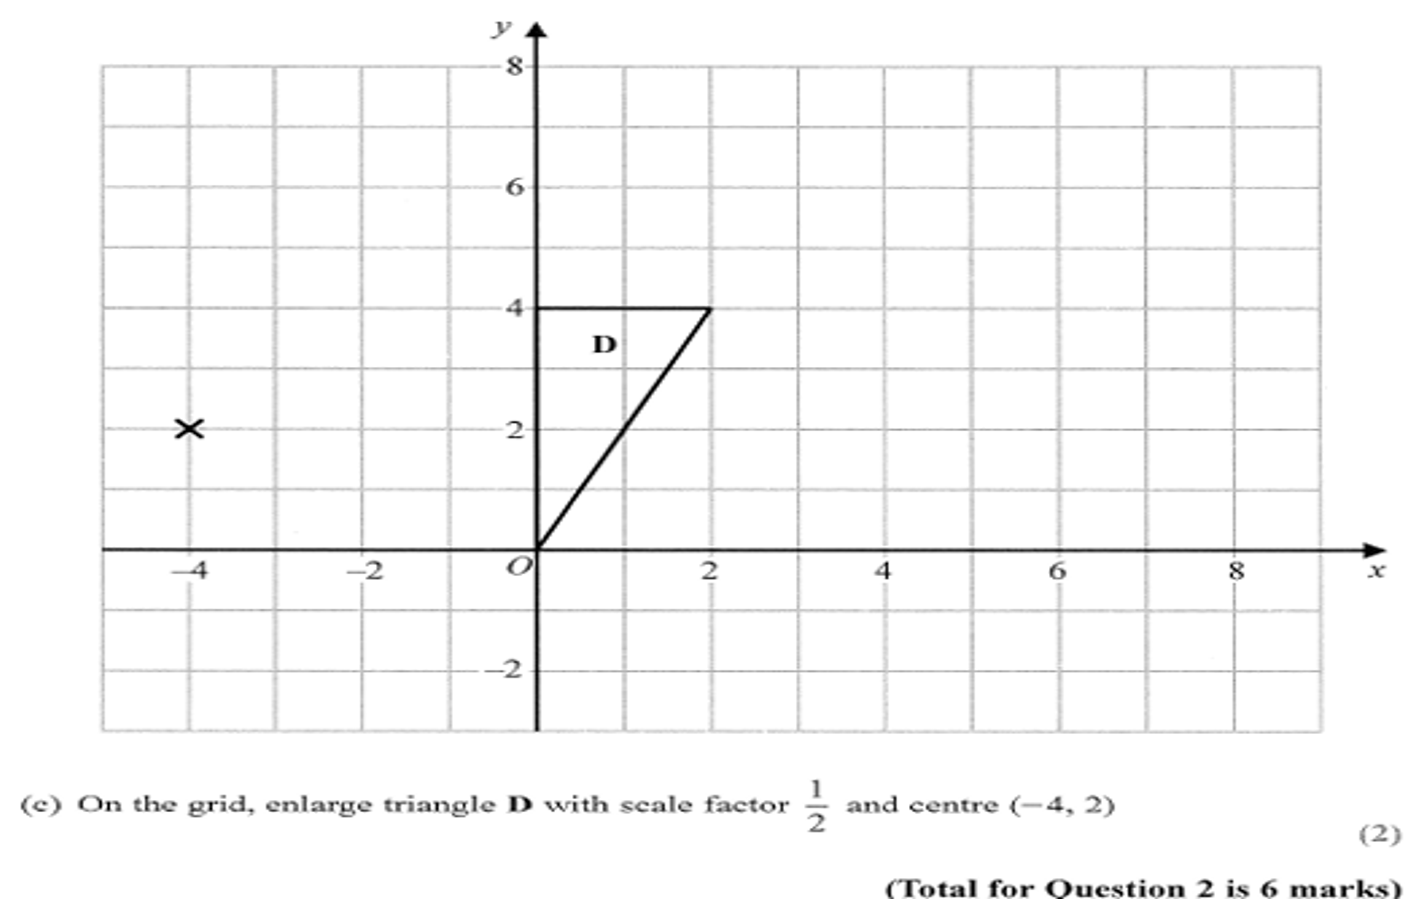 y
8
6
4
D
2
-4 -2 O 2 4 6 8 x
-2
(c) On the grid, enlarge triangle D with scale factor 1/2 and centre (−4, 2)
(2)
(Total for Question 2 is 6 marks)